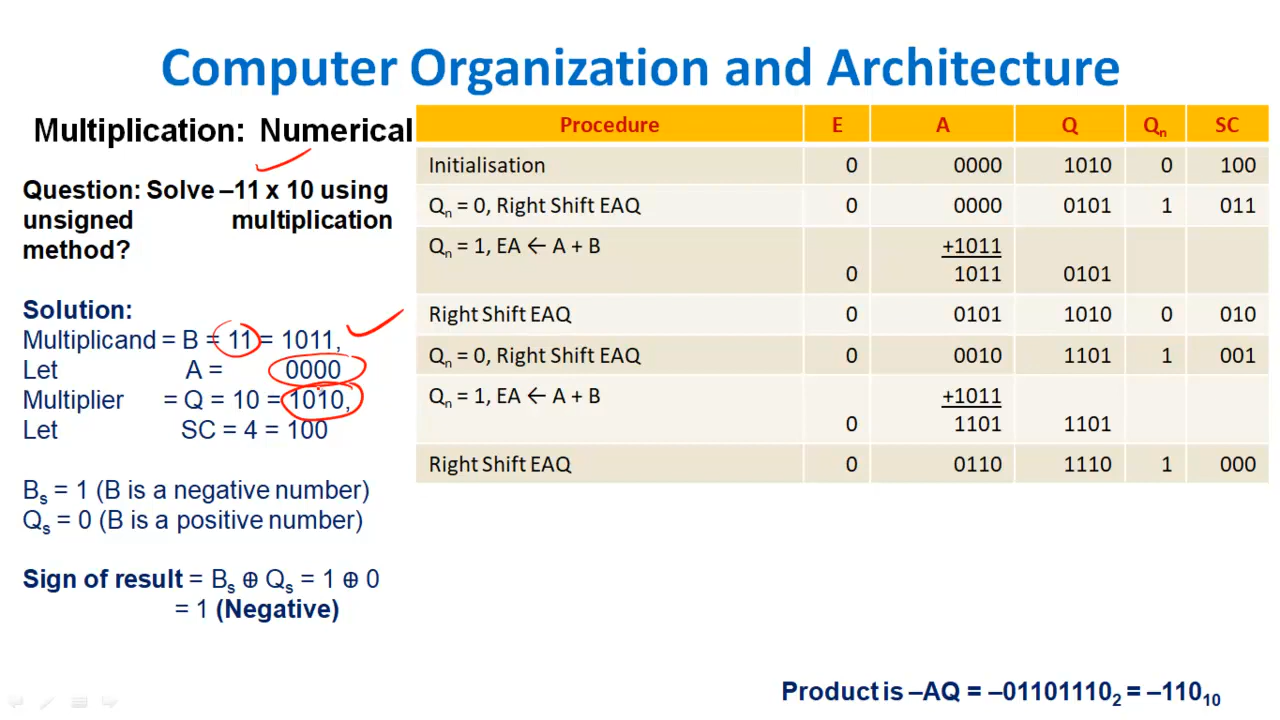 Computer Organization and Architecture
Multiplication: Numerical
Question: Solve –11 x 10 using
unsigned multiplication
method?
Solution:
Multiplicand = B = 11 = 1011,
Let A = 0000
Multiplier = Q = 10 = 1010,
Let SC = 4 = 100
Bs = 1 (B is a negative number)
Qs = 0 (B is a positive number)
Sign of result = Bs ⊕ Qs = 1 ⊕ 0
= 1 (Negative)
Procedure E A Q Qn SC
Initialisation 0 0000 1010 0 100
Qn = 0, Right Shift EAQ 0 0000 0101 1 011
Qn = 1, EA ← A + B +1011
0 1011 0101
Right Shift EAQ 0 0101 1010 0 010
Qn = 0, Right Shift EAQ 0 0010 1101 1 001
Qn = 1, EA ← A + B +1011
0 1101 1101
Right Shift EAQ 0 0110 1110 1 000
Product is –AQ = –01101110₂ = –110₁₀